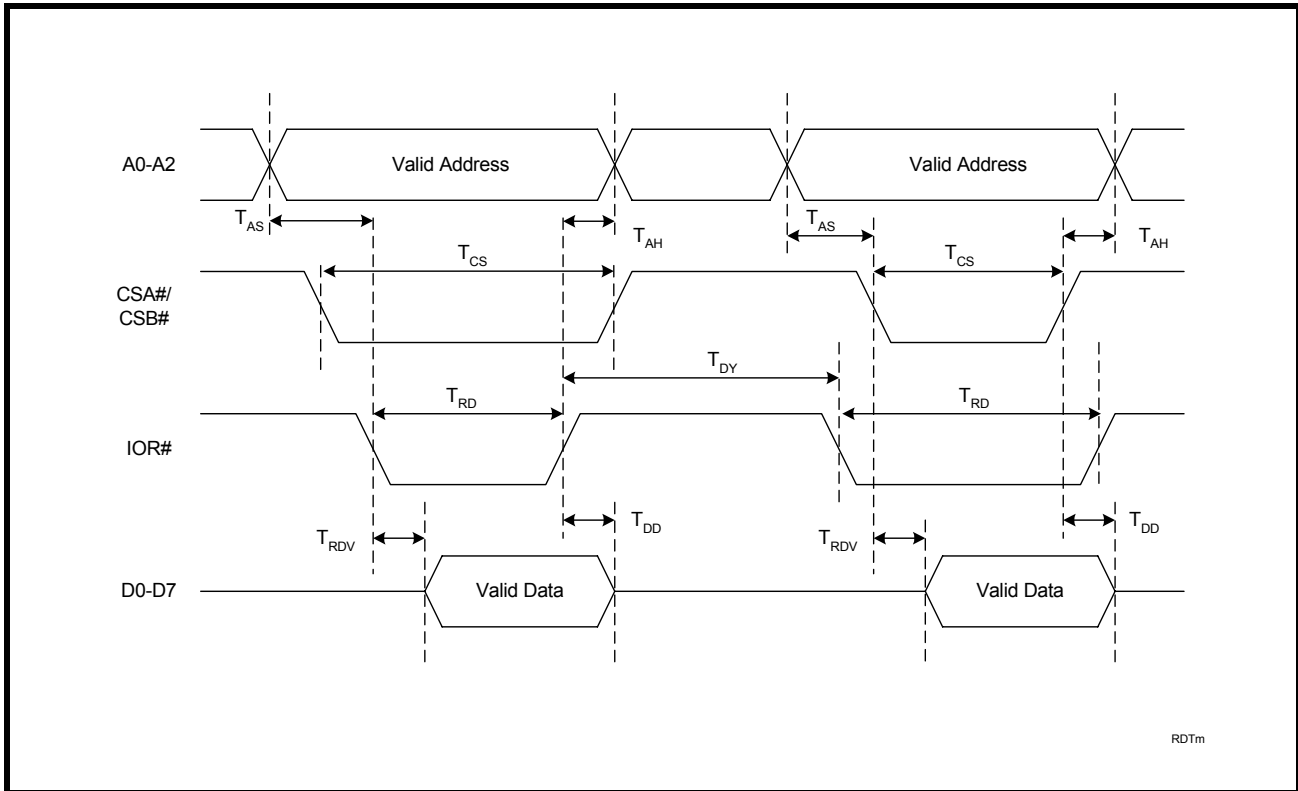 A0-A2
Valid Address
Valid Address
TAS
TAH
TAS
TAH
TCS
TCS
CSA#/
CSB#
TDY
TRD
TRD
IOR#
TRDV
TDD
TRDV
TDD
D0-D7
Valid Data
Valid Data
RDTm